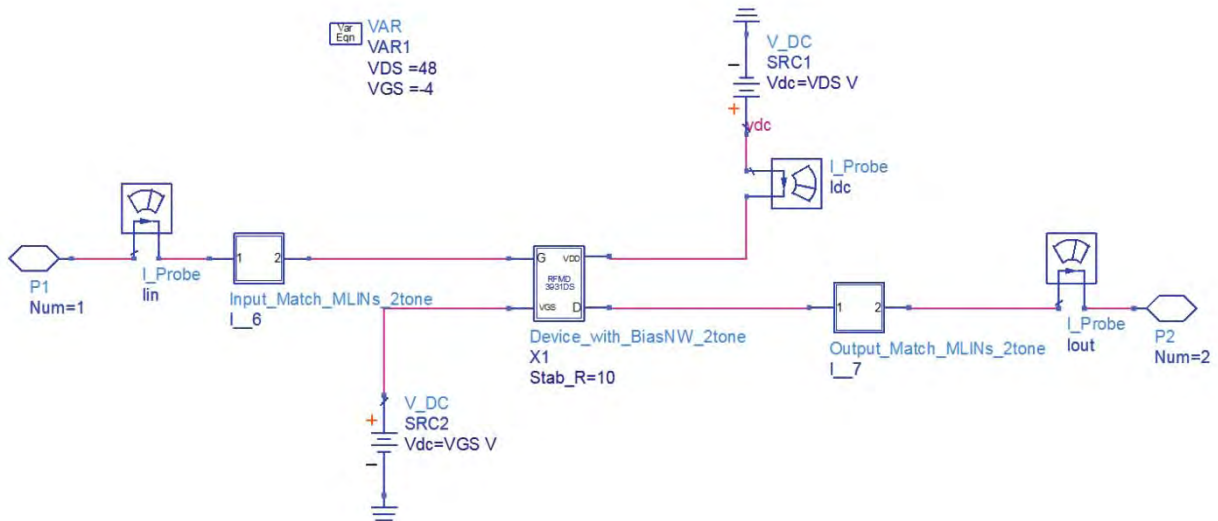 Var
Eqn
VAR
VAR1
VDS =48
VGS =-4
V_DC
SRC1
Vdc=VDS V
−
+
vdc
I_Probe
Idc
P1
Num=1
I_Probe
Iin
1 2
Input_Match_MLINs_2tone
I__6
G VDD
RFMD
3931DS
VGS D
Device_with_BiasNW_2tone
X1
Stab_R=10
1 2
Output_Match_MLINs_2tone
I__7
I_Probe
Iout
P2
Num=2
V_DC
SRC2
Vdc=VGS V
+
−